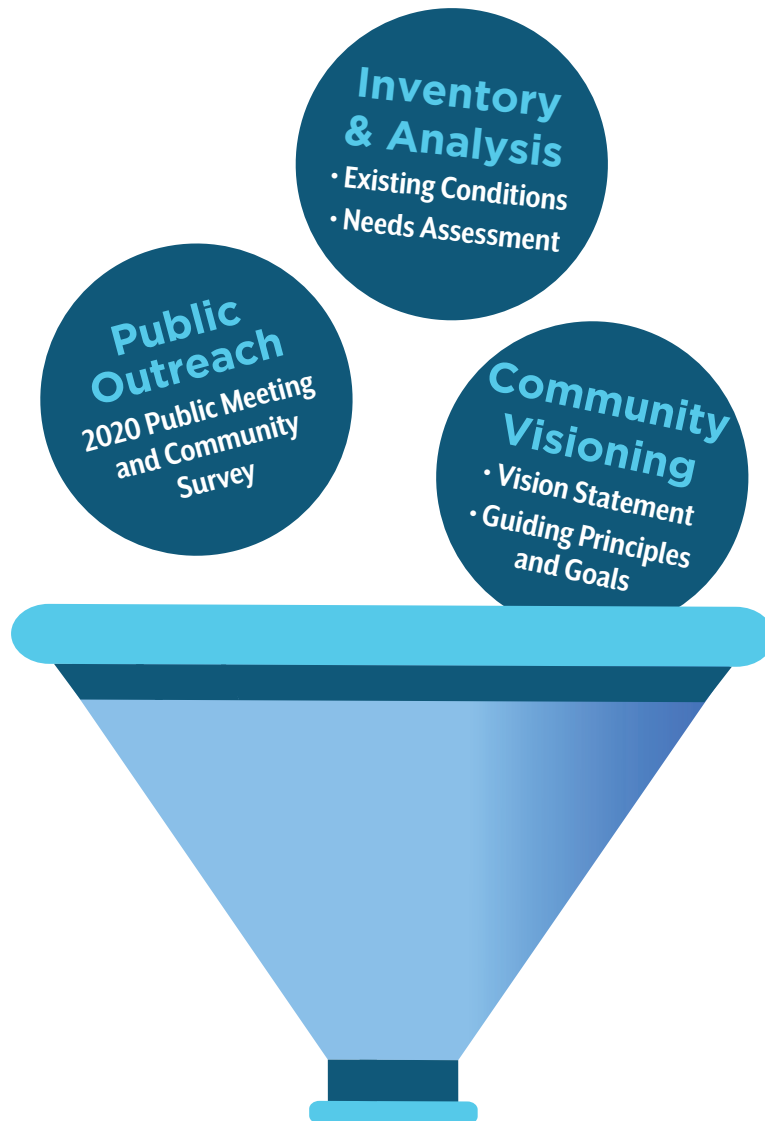 Inventory
& Analysis
• Existing Conditions
• Needs Assessment
Public
Outreach
2020 Public Meeting
and Community
Survey
Community
Visioning
• Vision Statement
• Guiding Principles
and Goals